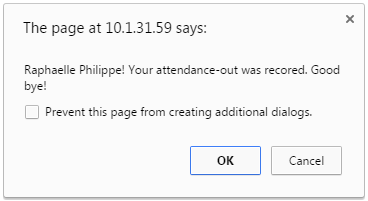 The page at 10.1.31.59 says:
Raphaelle Philippe! Your attendance-out was recored. Good
bye!
Prevent this page from creating additional dialogs.
OK Cancel